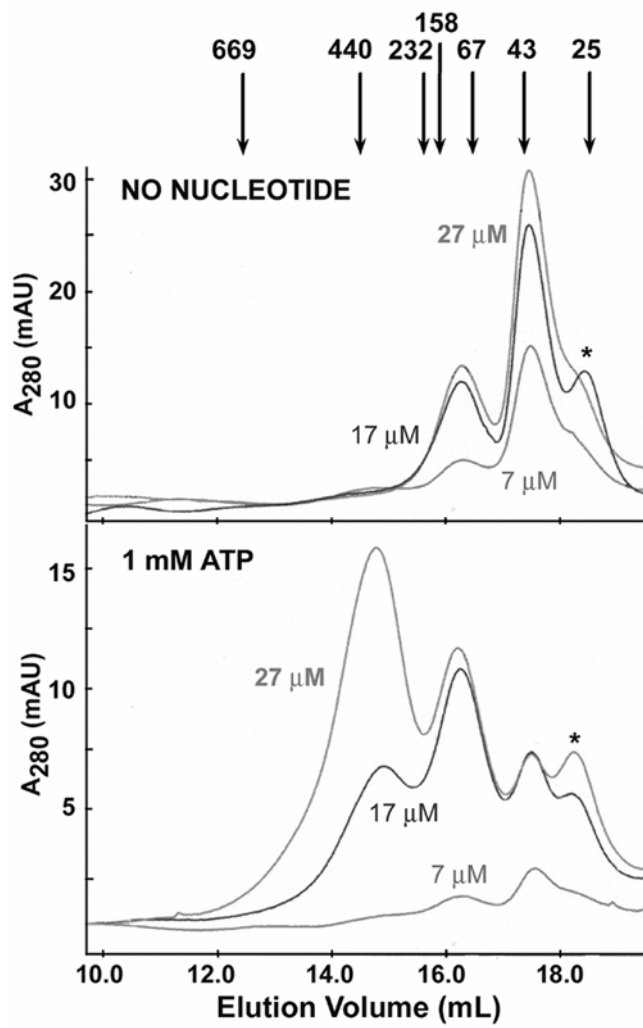 158
669 440 232 67 43 25
NO NUCLEOTIDE
30
20
10
A280 (mAU)
27 μM
*
17 μM
7 μM
1 mM ATP
15
10
5
A280 (mAU)
27 μM
*
17 μM
7 μM
10.0 12.0 14.0 16.0 18.0
Elution Volume (mL)